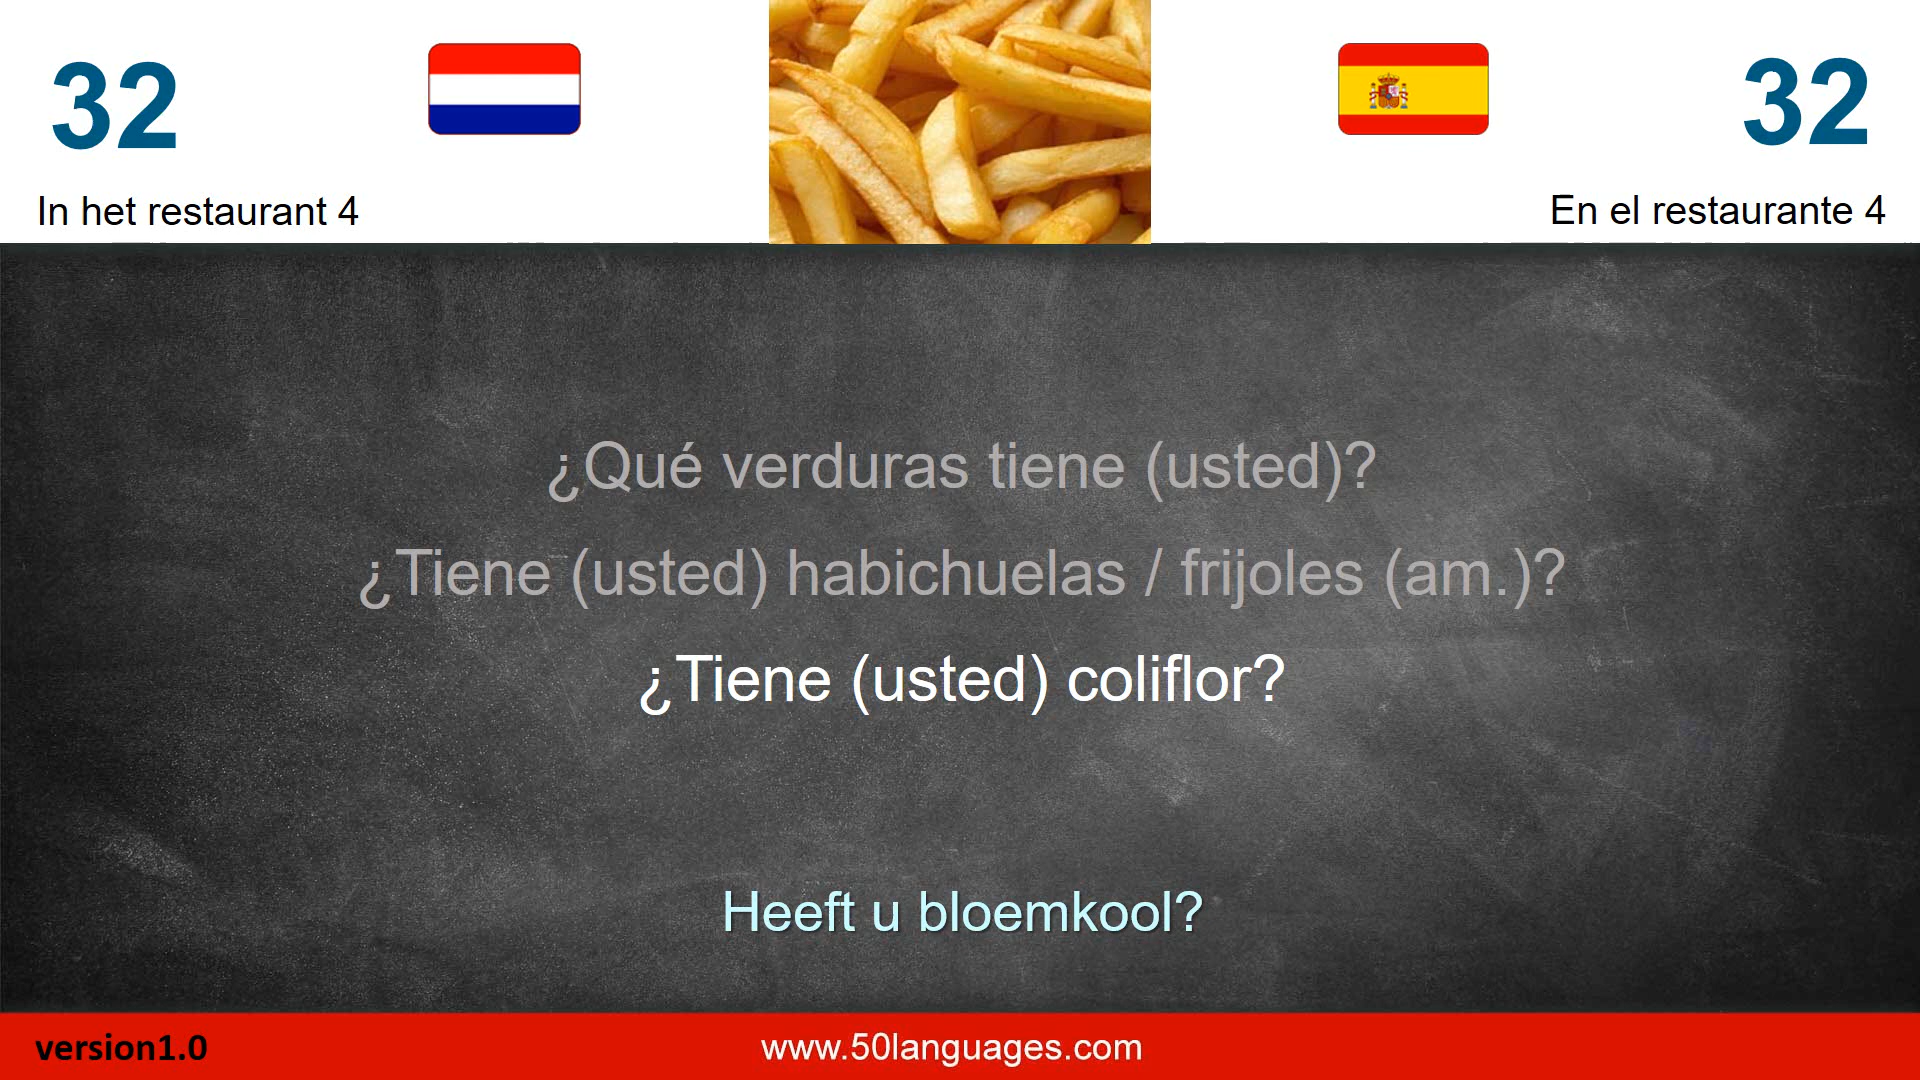 32
32
In het restaurant 4
En el restaurante 4
¿Qué verduras tiene (usted)?
¿Tiene (usted) habichuelas / frijoles (am.)?
¿Tiene (usted) coliflor?
Heeft u bloemkool?
version1.0
www.50languages.com